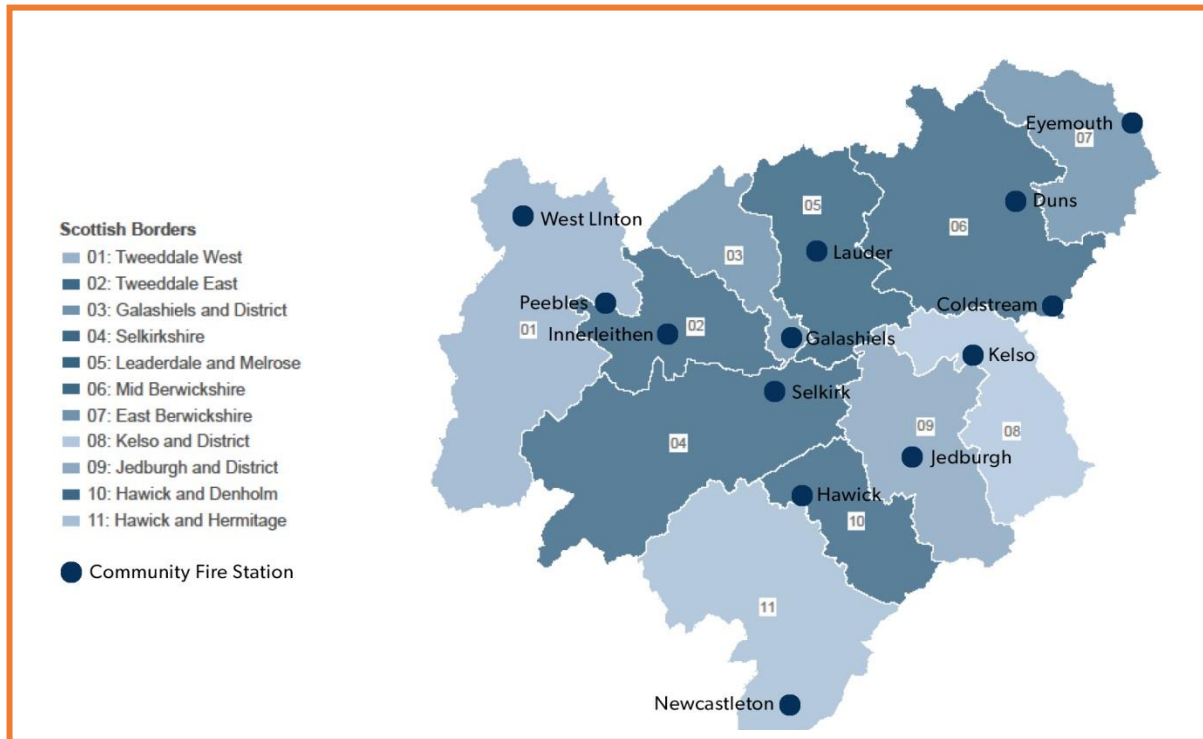 Scottish Borders
01: Tweeddale West
02: Tweeddale East
03: Galashiels and District
04: Selkirkshire
05: Leaderdale and Melrose
06: Mid Berwickshire
07: East Berwickshire
08: Kelso and District
09: Jedburgh and District
10: Hawick and Denholm
11: Hawick and Hermitage
Community Fire Station
Eyemouth
07
Duns
06
Coldstream
05
Lauder
03
Galashiels
West LInton
Peebles
01
Innerleithen
02
Kelso
08
09
Jedburgh
Selkirk
04
Hawick
10
11
Newcastleton